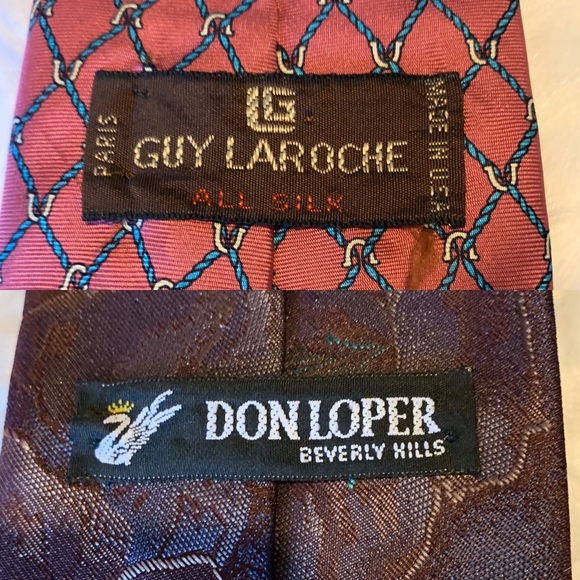 LG
PARIS
GUY LAROCHE
ALL SILK
MADE IN U.S.A.
DON LOPER
BEVERLY HILLS